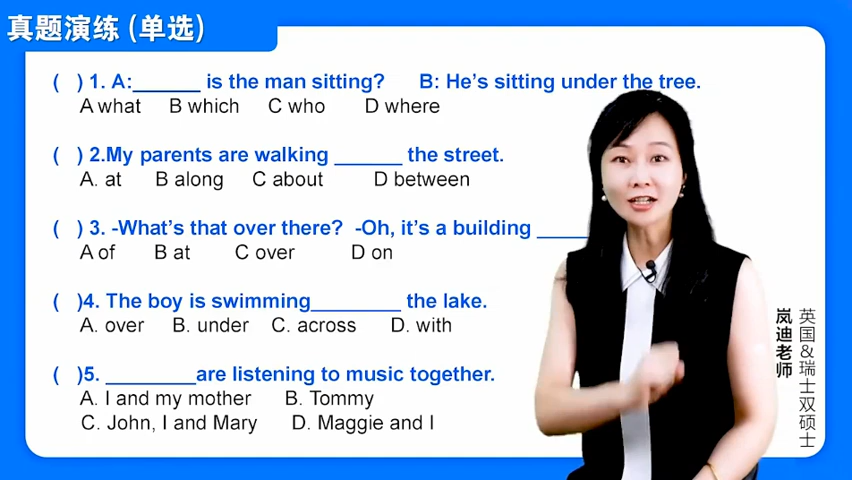 真题演练 (单选)
( ) 1. A:______ is the man sitting? B: He's sitting under the tree.
A what B which C who D where
( ) 2.My parents are walking ______ the street.
A. at B along C about D between
( ) 3. -What's that over there? -Oh, it's a building _____
A of B at C over D on
( )4. The boy is swimming________ the lake.
A. over B. under C. across D. with
( )5. ________are listening to music together.
A. I and my mother B. Tommy
C. John, I and Mary D. Maggie and I
英国&瑞士双硕士
岚迪老师